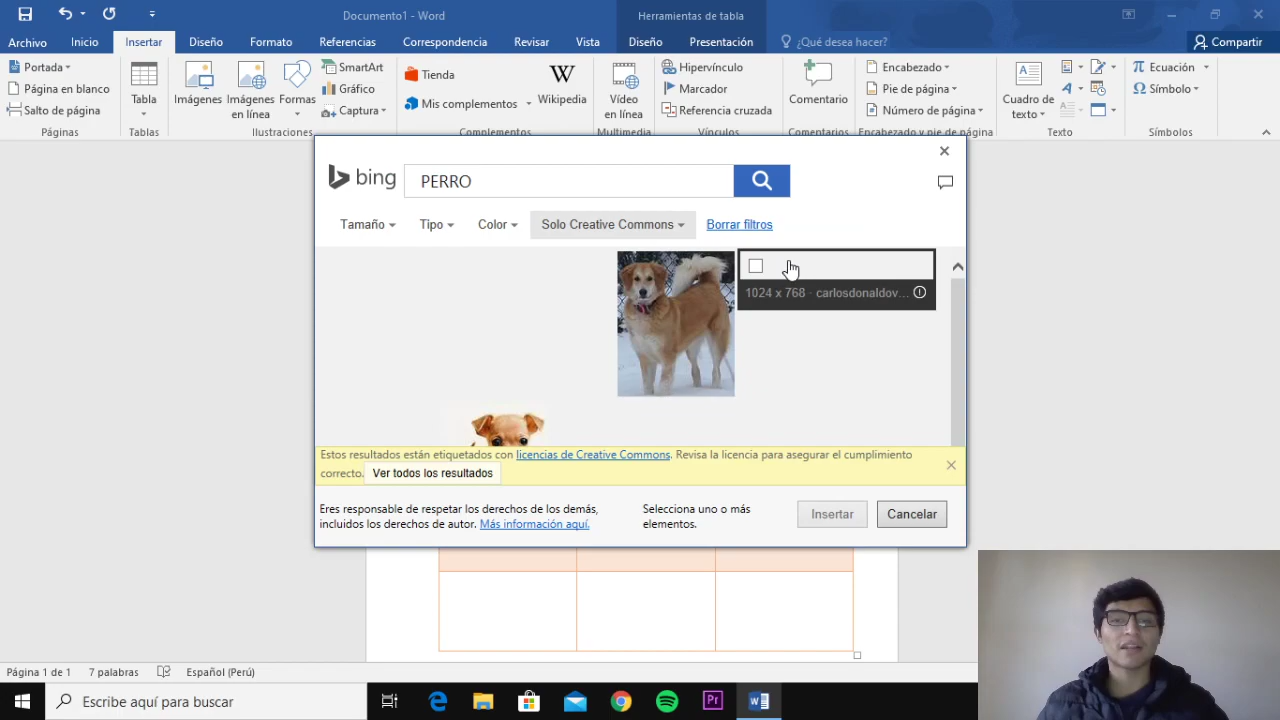 Documento1 - Word
Herramientas de tabla
Archivo Inicio Insertar Diseño Formato Referencias Correspondencia Revisar Vista Diseño Presentación ¿Qué desea hacer? Compartir
Portada
Página en blanco
Salto de página
Páginas
Tabla
Tablas
Imágenes
Imágenes en línea
Formas
SmartArt
Gráfico
Captura
Ilustraciones
Tienda
Mis complementos
W
Wikipedia
Complementos
Vídeo en línea
Multimedia
Hipervínculo
Marcador
Referencia cruzada
Vínculos
Comentario
Comentarios
Encabezado
Pie de página
Número de página
Encabezado y pie de página
Cuadro de texto
Texto
Ecuación
Símbolo
Símbolos
bing
PERRO
Tamaño Tipo Color Solo Creative Commons Borrar filtros
1024 x 768 · carlosdonaldov...
Estos resultados están etiquetados con licencias de Creative Commons. Revisa la licencia para asegurar el cumplimiento
correcto. Ver todos los resultados
Eres responsable de respetar los derechos de los demás,
incluidos los derechos de autor. Más información aquí.
Selecciona uno o más
elementos.
Insertar
Cancelar
Página 1 de 1 7 palabras Español (Perú)
Escribe aquí para buscar
Pr